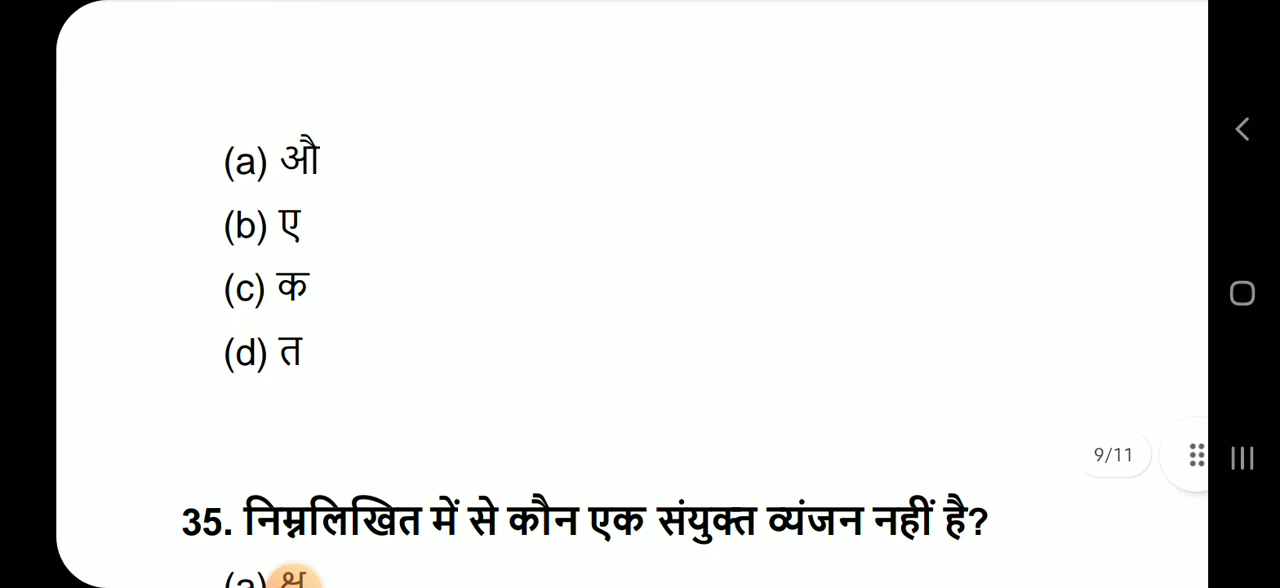 (a) औ
(b) ए
(c) क
(d) त
9/11
35. निम्नलिखित में से कौन एक संयुक्त व्यंजन नहीं है?
(a) क्ष